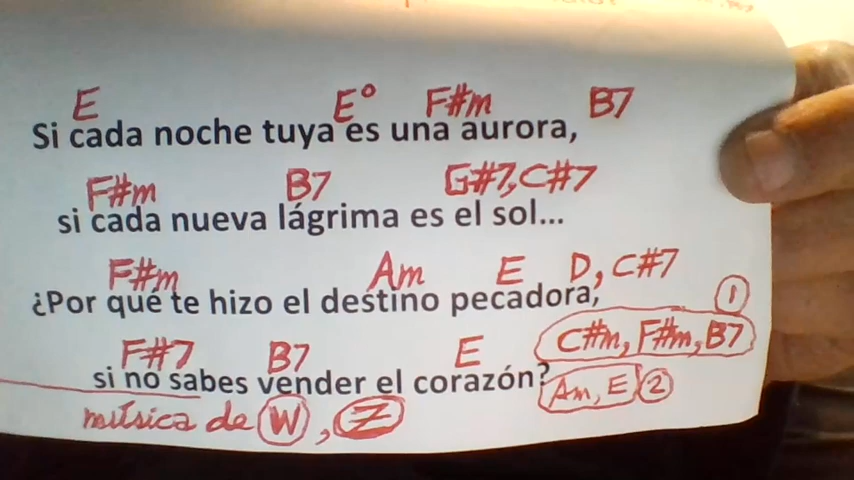 E E° F#m B7
Si cada noche tuya es una aurora,
F#m B7 G#7, C#7
si cada nueva lágrima es el sol...
F#m Am E D, C#7
¿Por qué te hizo el destino pecadora,
1
F#7 B7 E C#m, F#m, B7
si no sabes vender el corazón? Am, E 2
música de W, Z